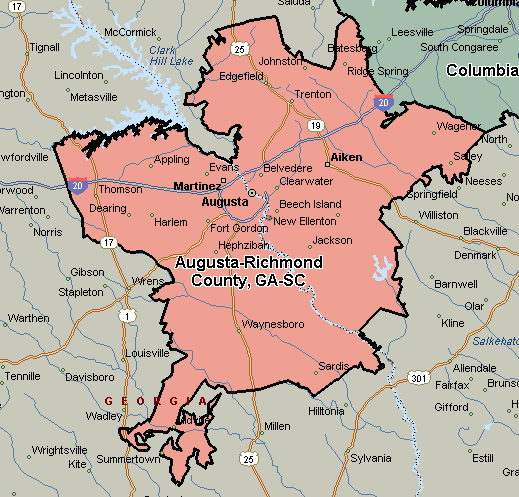 17
Saluda
Columbia
McCormick
Leesville
Springdale
Tignall
25
Batesberg
South Congaree
Clark
Hill Lake
Johnston
Lincolnton
Edgefield
Ridge Spring
Columbia
Metasville
Trenton
20
19
Wagener
North
Appling
Aiken
Salley
Evans
Belvedere
20
Thomson
Martinez
Clearwater
Neeses
Springfield
Warrenton
Dearing
Augusta
Beech Island
Williston
Norris
Harlem
Fort Gordon
New Ellenton
Blackville
17
Hephzibah
Jackson
Denmark
Gibson
Augusta-Richmond
County, GA-SC
Wrens
Barnwell
Stapleton
Olar
Warthen
1
Waynesboro
Kline
Louisville
Sardis
Allendale
Tennille
Davisboro
301
Fairfax
GEORGIA
Hiltonia
Gifford
Wadley
Millen
Wrightsville
Sylvania
Estill
Kite
Summertown
25